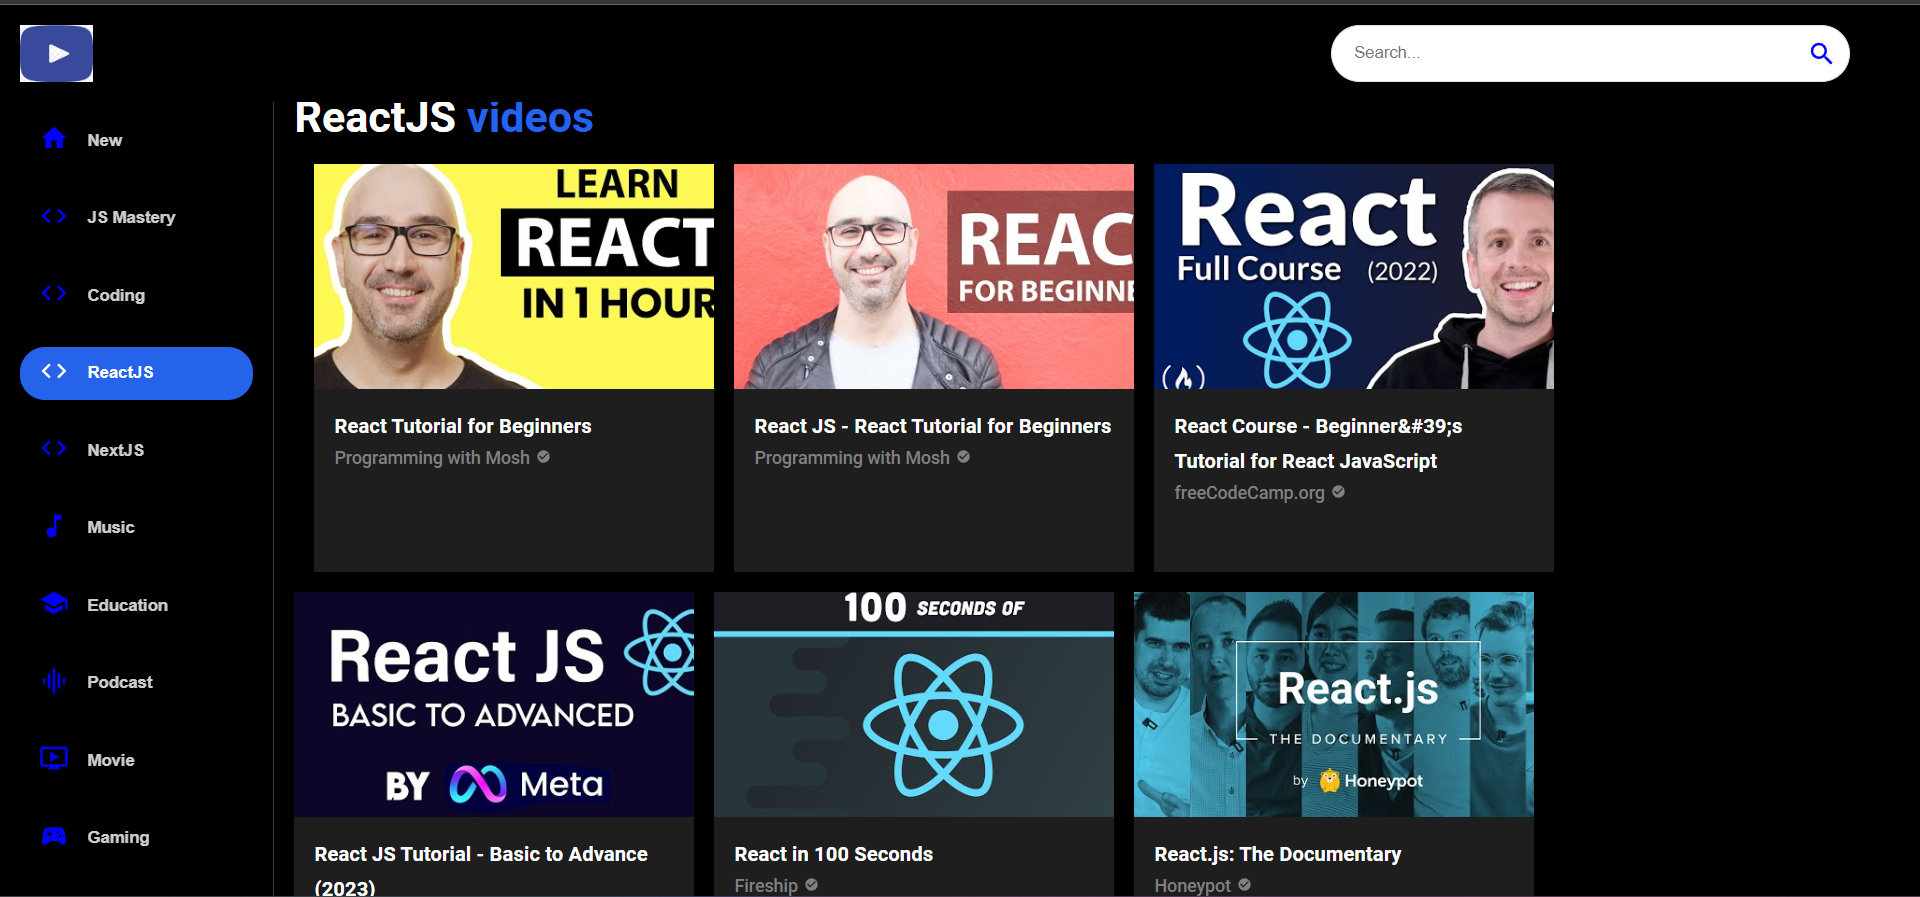 Search...
ReactJS videos
New
JS Mastery
Coding
ReactJS
NextJS
Music
Education
Podcast
Movie
Gaming
LEARN
REACT
IN 1 HOUR
React Tutorial for Beginners
Programming with Mosh
REAC
FOR BEGINNE
React JS - React Tutorial for Beginners
Programming with Mosh
React
Full Course (2022)
React Course - Beginner&#39;s
Tutorial for React JavaScript
freeCodeCamp.org
React JS
BASIC TO ADVANCED
BY Meta
React JS Tutorial - Basic to Advance
(2023)
100 SECONDS OF
React in 100 Seconds
Fireship
React.js
THE DOCUMENTARY
by Honeypot
React.js: The Documentary
Honeypot